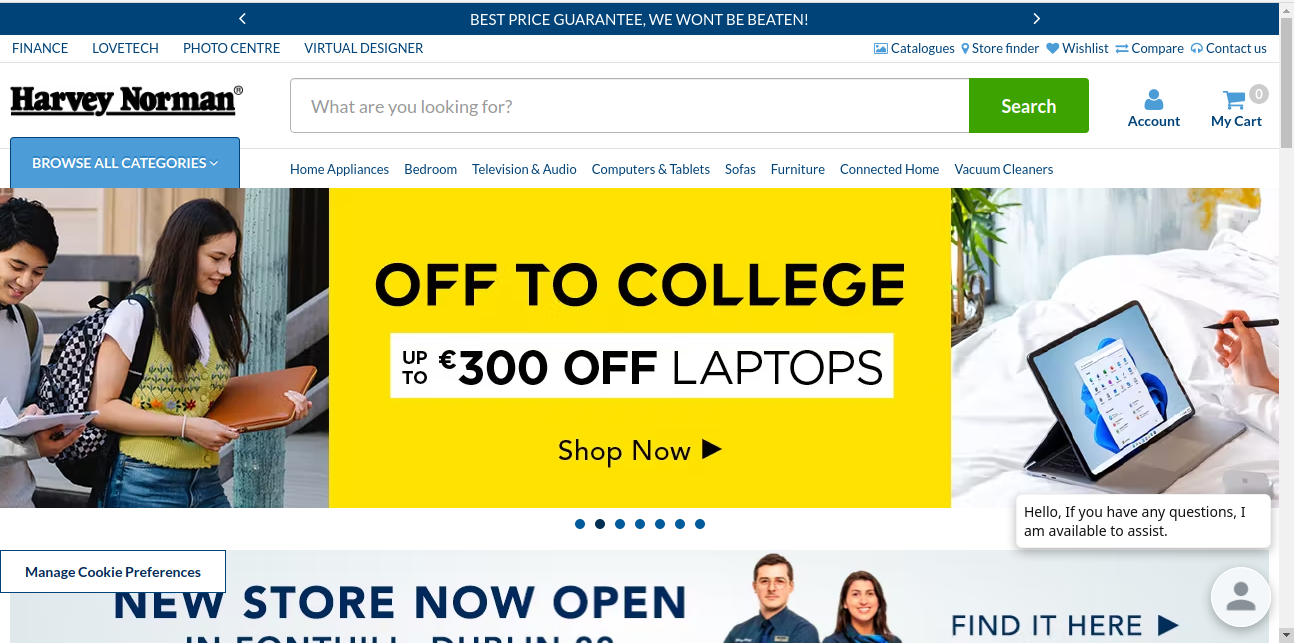 BEST PRICE GUARANTEE, WE WONT BE BEATEN!
FINANCE LOVETECH PHOTO CENTRE VIRTUAL DESIGNER Catalogues Store finder Wishlist Compare Contact us
Harvey Norman®
What are you looking for?
Search
Account
0
My Cart
BROWSE ALL CATEGORIES
Home Appliances Bedroom Television & Audio Computers & Tablets Sofas Furniture Connected Home Vacuum Cleaners
OFF TO COLLEGE
UP TO €300 OFF LAPTOPS
Shop Now
Hello, If you have any questions, I
am available to assist.
Manage Cookie Preferences
NEW STORE NOW OPEN
IN FONTHILL, DUBLIN 22
FIND IT HERE